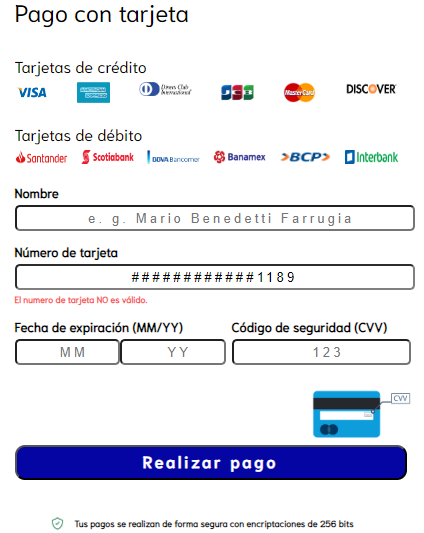 Pago con tarjeta
Tarjetas de crédito
VISA AMERICAN EXPRESS Diners Club International JCB MasterCard DISCOVER
Tarjetas de débito
Santander Scotiabank BBVA Bancomer Banamex BCP Interbank
Nombre
e. g. Mario Benedetti Farrugia
Número de tarjeta
############1189
El numero de tarjeta NO es válido.
Fecha de expiración (MM/YY) Código de seguridad (CVV)
MM YY 123
CVV
Realizar pago
Tus pagos se realizan de forma segura con encriptaciones de 256 bits